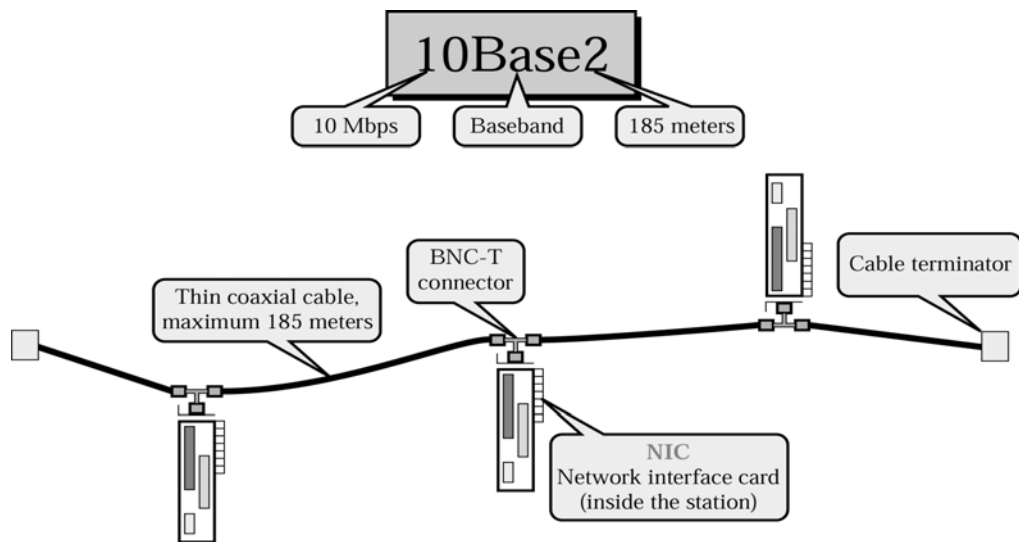 10Base2
10 Mbps
Baseband
185 meters
BNC-T
connector
Cable terminator
Thin coaxial cable,
maximum 185 meters
NIC
Network interface card
(inside the station)